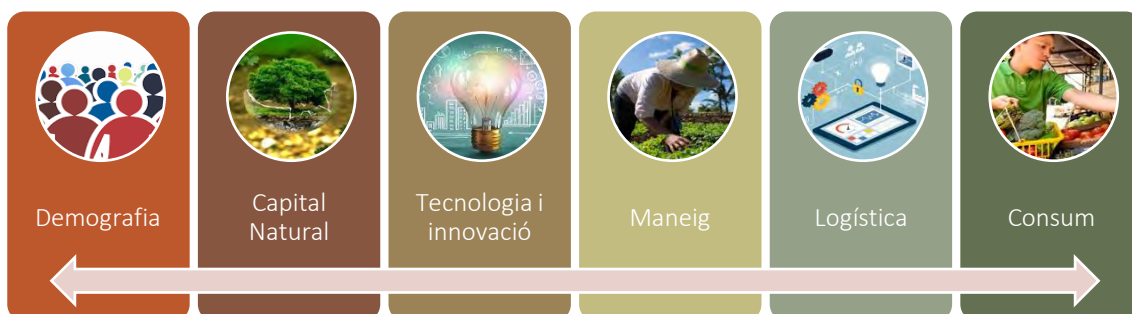 Demografia
Capital
Natural
Tecnologia i
innovació
Maneig
Logística
Consum